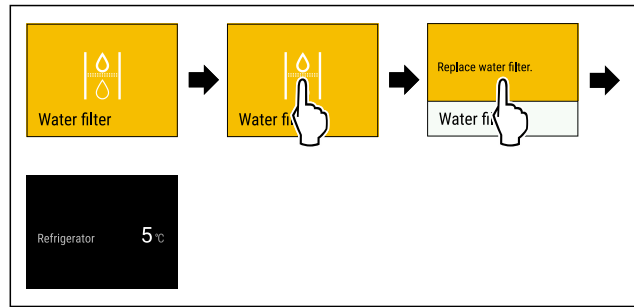 Water filter
Water fi
Replace water filter.
Water fi
Refrigerator 5 °C